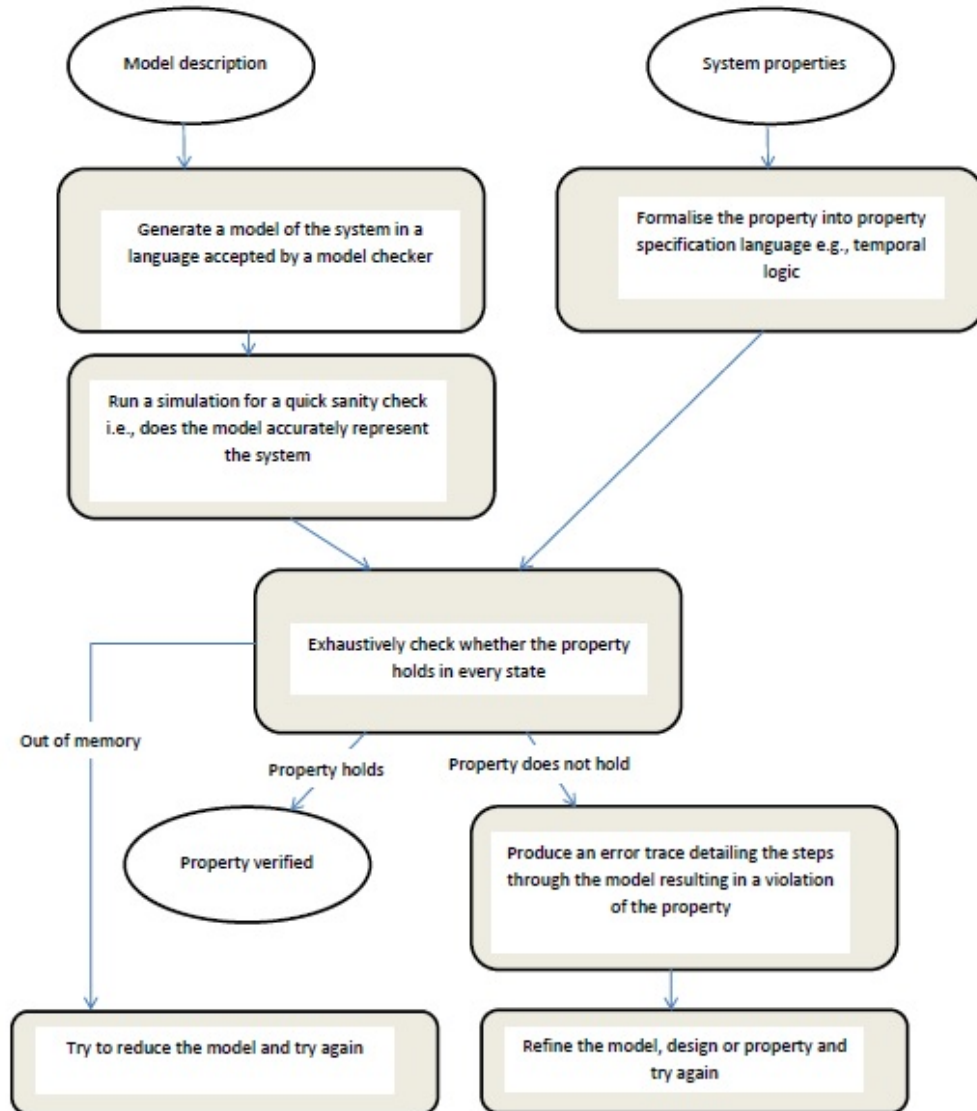 Model description
System properties
Generate a model of the system in a
language accepted by a model checker
Formalise the property into property
specification language e.g., temporal
logic
Run a simulation for a quick sanity check
i.e., does the model accurately represent
the system
Exhaustively check whether the property
holds in every state
Out of memory
Property holds
Property does not hold
Property verified
Produce an error trace detailing the steps
through the model resulting in a violation
of the property
Try to reduce the model and try again
Refine the model, design or property and
try again